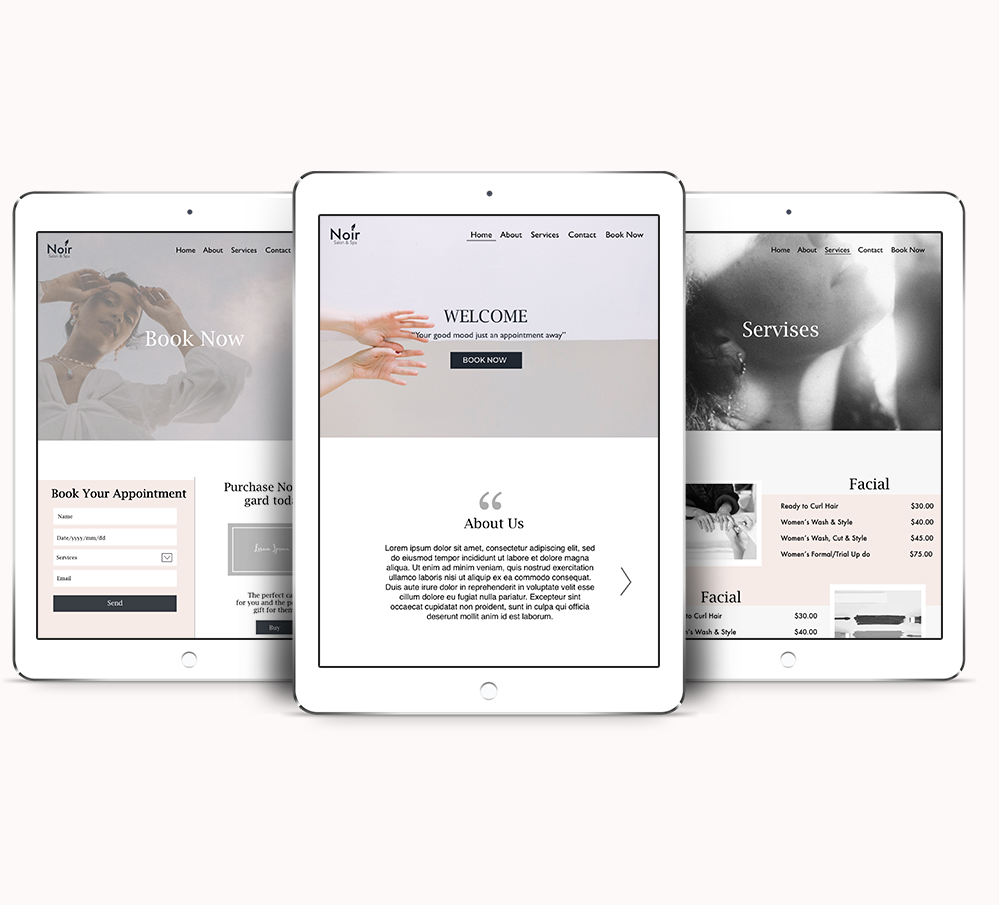 Noir
Salon & Spa
Home About Services Contact
Book Now
Book Your Appointment
Name
Date/yyyy/mm/dd
Services
Email
Send
Purchase No
gard toda
Lorem Ipsum
The perfect ca
for you and the pe
gift for them
Buy
Noir
Salon & Spa
Home About Services Contact Book Now
WELCOME
"Your good mood just an appointment away"
BOOK NOW
“
About Us
Lorem ipsum dolor sit amet, consectetur adipiscing elit, sed
do eiusmod tempor incididunt ut labore et dolore magna
aliqua. Ut enim ad minim veniam, quis nostrud exercitation
ullamco laboris nisi ut aliquip ex ea commodo consequat.
Duis aute irure dolor in reprehenderit in voluptate velit esse
cillum dolore eu fugiat nulla pariatur. Excepteur sint
occaecat cupidatat non proident, sunt in culpa qui officia
deserunt mollit anim id est laborum.
Home About Services Contact Book Now
Servises
Facial
Ready to Curl Hair $30.00
Women's Wash & Style $40.00
Women's Wash, Cut & Style $45.00
Women's Formal/Trial Up do $75.00
Facial
to Curl Hair $30.00
n's Wash & Style $40.00